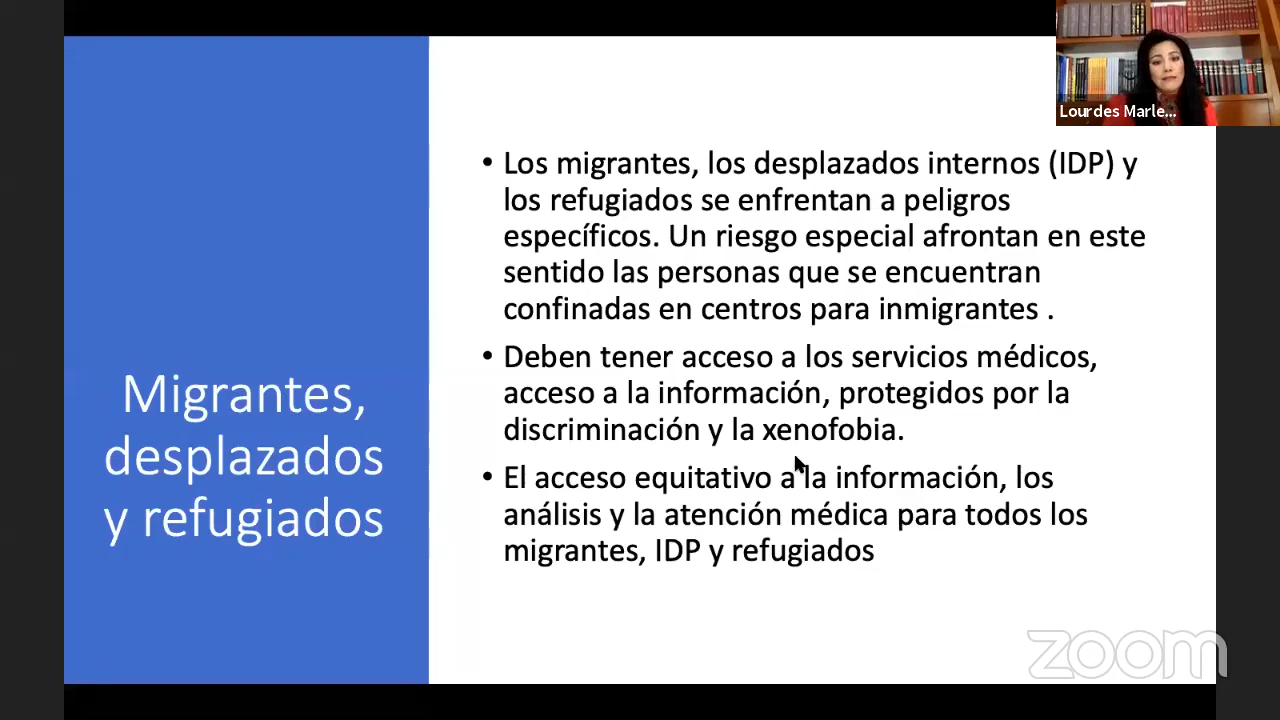 Lourdes Marle...
Migrantes,
desplazados
y refugiados
• Los migrantes, los desplazados internos (IDP) y
los refugiados se enfrentan a peligros
específicos. Un riesgo especial afrontan en este
sentido las personas que se encuentran
confinadas en centros para inmigrantes .
• Deben tener acceso a los servicios médicos,
acceso a la información, protegidos por la
discriminación y la xenofobia.
• El acceso equitativo a la información, los
análisis y la atención médica para todos los
migrantes, IDP y refugiados
zoom